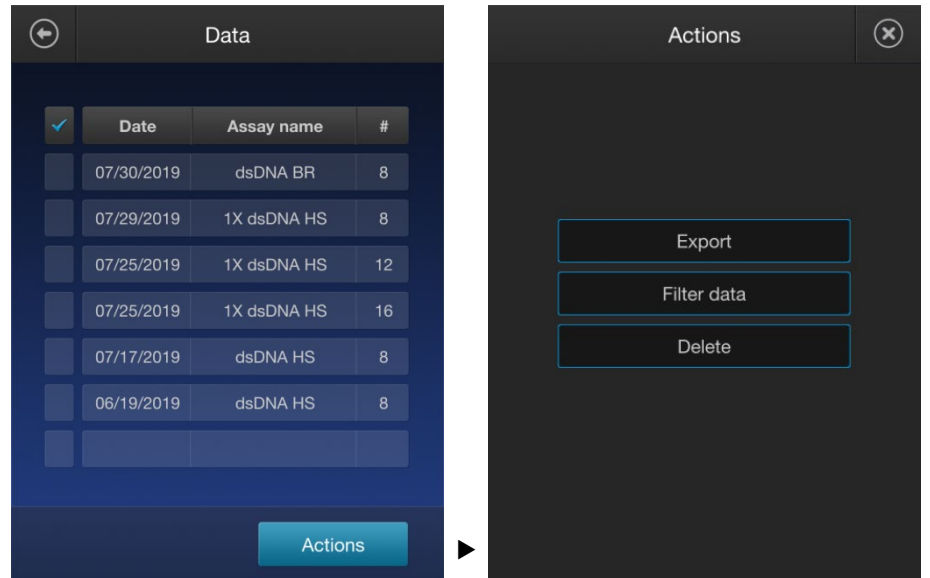 Data
Date Assay name #
07/30/2019 dsDNA BR 8
07/29/2019 1X dsDNA HS 8
07/25/2019 1X dsDNA HS 12
07/25/2019 1X dsDNA HS 16
07/17/2019 dsDNA HS 8
06/19/2019 dsDNA HS 8
Actions
Actions
Export
Filter data
Delete